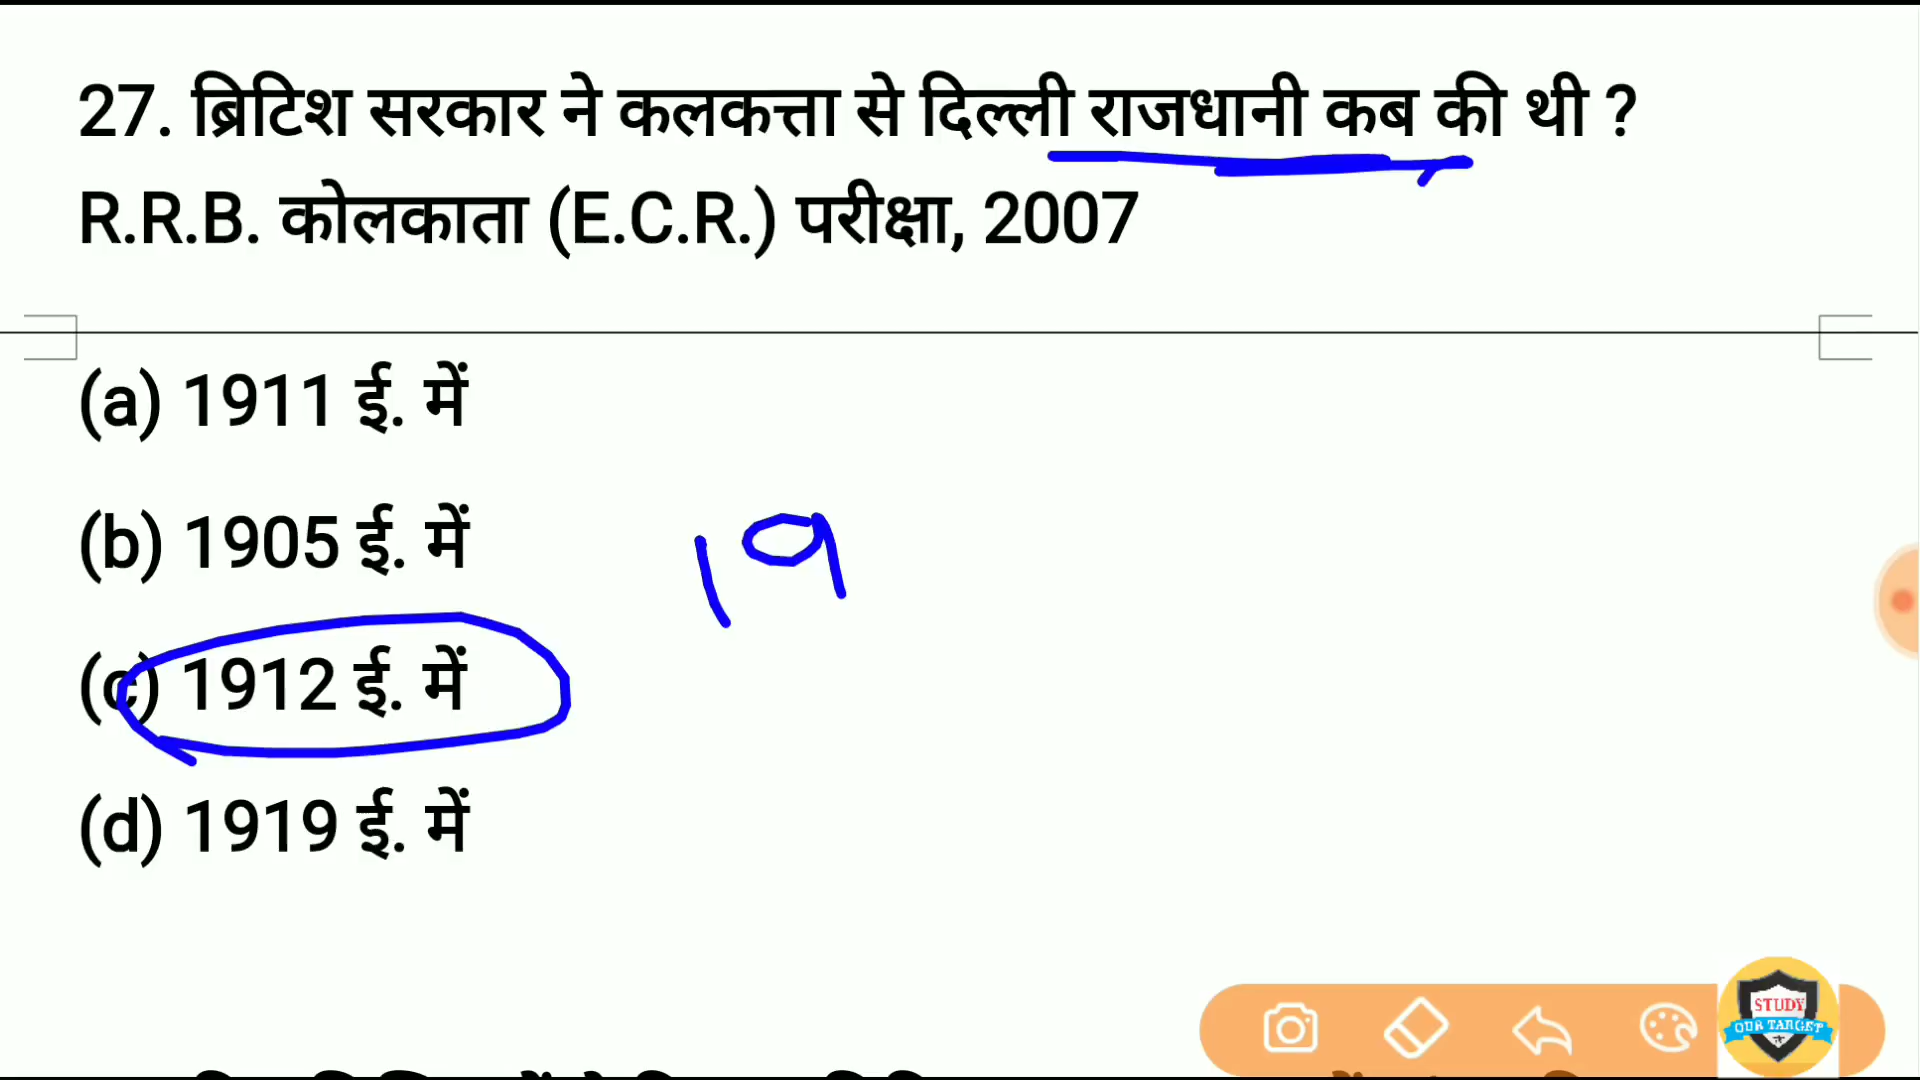 27. ब्रिटिश सरकार ने कलकत्ता से दिल्ली राजधानी कब की थी ?
R.R.B. कोलकाता (E.C.R.) परीक्षा, 2007
(a) 1911 ई. में
(b) 1905 ई. में
19
(c) 1912 ई. में
(d) 1919 ई. में
STUDY
OUR TARGET